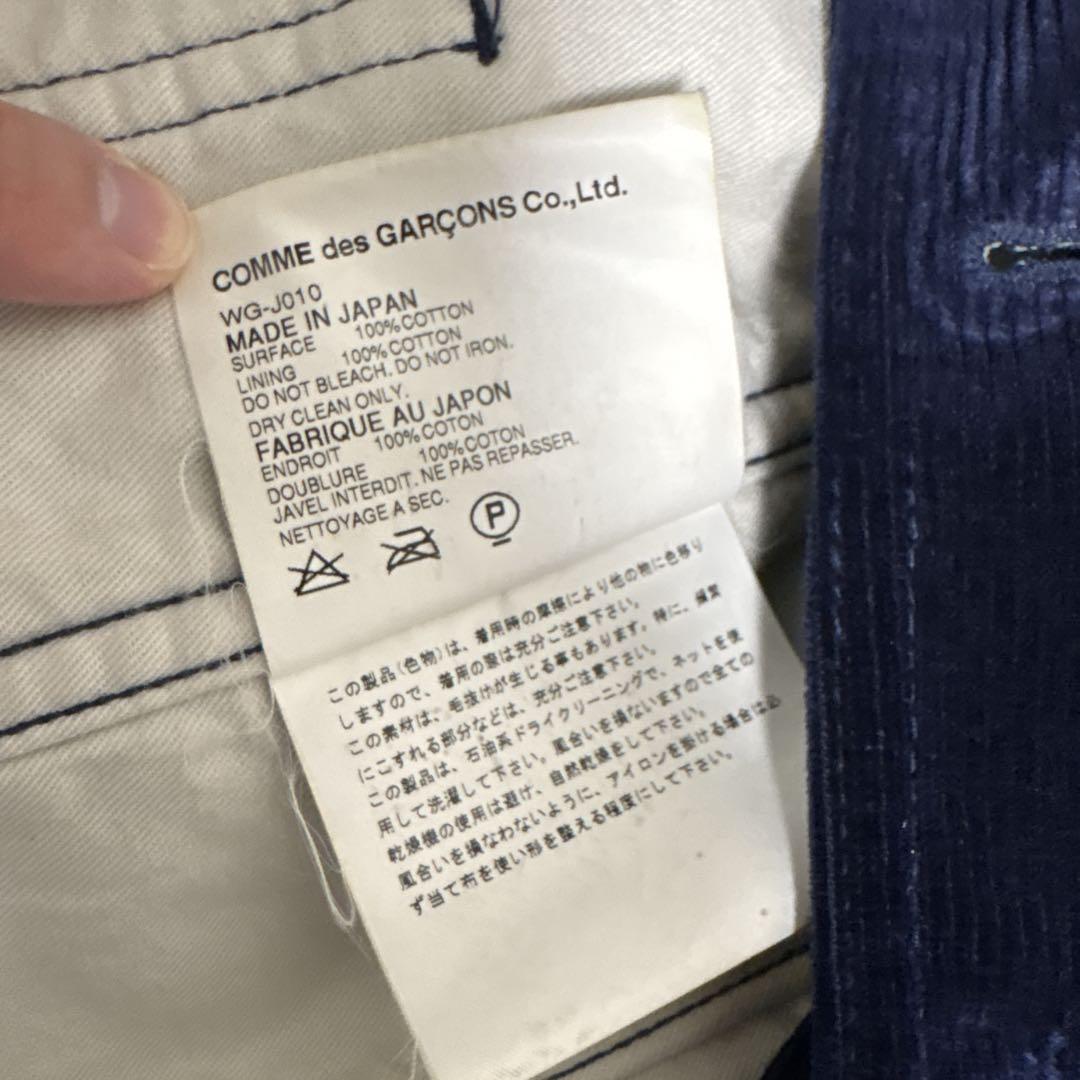 COMME des GARÇONS Co.,Ltd.
WG-J010
MADE IN JAPAN
SURFACE 100%COTTON
LINING 100%COTTON
DO NOT BLEACH. DO NOT IRON.
DRY CLEAN ONLY.
FABRIQUE AU JAPON
ENDROIT 100%COTON
DOUBLURE 100%COTON
JAVEL INTERDIT. NE PAS REPASSER.
NETTOYAGE A SEC.
P
この製品(色物)は、着用時の摩擦により他の物に色移り
しますので、着用の際は充分ご注意下さい。
この素材は、毛抜けが生じる事もあります。特に、
にこすれる部分などは、充分ご注意下さい。
この製品は、石油系ドライクリーニングで、ネットを使
用して洗濯して下さい。風合いを損ないますので全ての
乾燥機の使用は避け、自然乾燥をして下さい。
風合いを損なわないように、アイロンを掛ける場合は必
ず当て布を使い形を整える程度にして下さい。